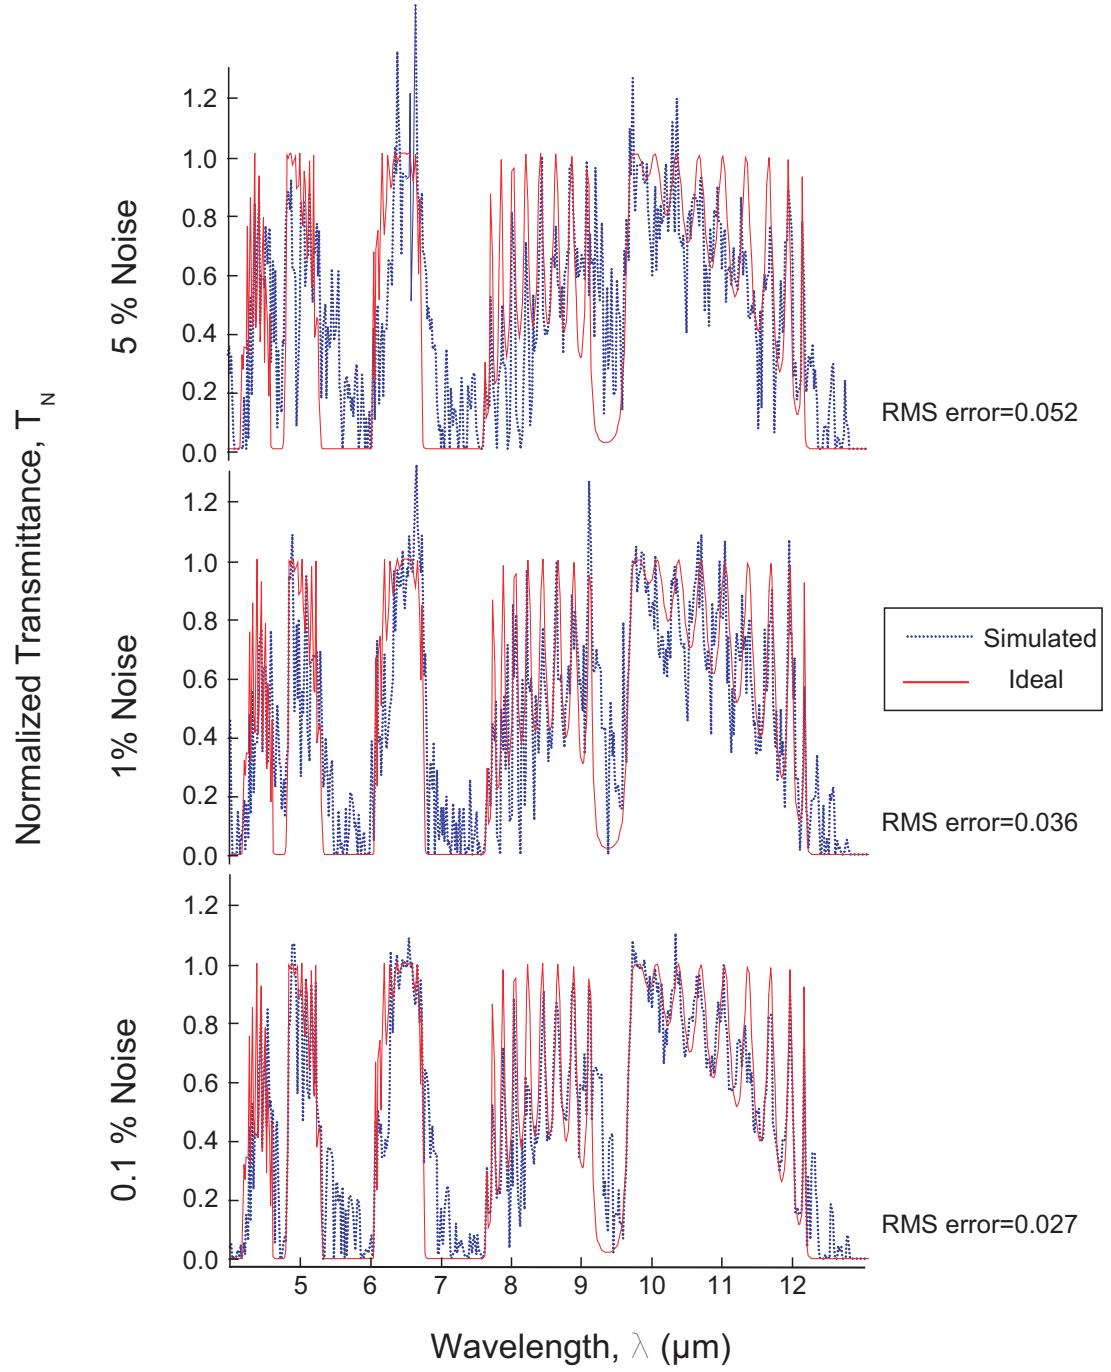 Normalized Transmittance, T_N
5 % Noise
1.2
1.0
0.8
0.6
0.4
0.2
0.0
RMS error=0.052
1% Noise
1.2
1.0
0.8
0.6
0.4
0.2
0.0
Simulated
Ideal
RMS error=0.036
0.1 % Noise
1.2
1.0
0.8
0.6
0.4
0.2
0.0
RMS error=0.027
5 6 7 8 9 10 11 12
Wavelength, λ (μm)